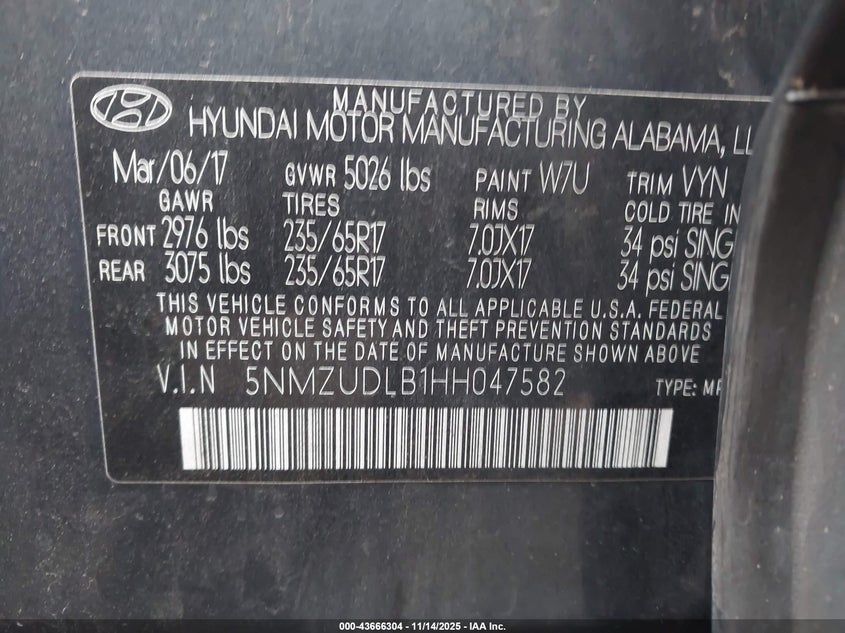 MANUFACTURED BY
HYUNDAI MOTOR MANUFACTURING ALABAMA, LL
Mar/06/17 GVWR 5026 lbs PAINT W7U TRIM VYN
GAWR TIRES RIMS COLD TIRE IN
FRONT 2976 lbs 235/65R17 7.0JX17 34 psi SING
REAR 3075 lbs 235/65R17 7.0JX17 34 psi SING
THIS VEHICLE CONFORMS TO ALL APPLICABLE U.S.A. FEDERAL
MOTOR VEHICLE SAFETY AND THEFT PREVENTION STANDARDS
IN EFFECT ON THE DATE OF MANUFACTURE SHOWN ABOVE.
V.I.N 5NMZUDLB1HH047582 TYPE: MP
000-43666304 - 11/14/2025 - IAA Inc.